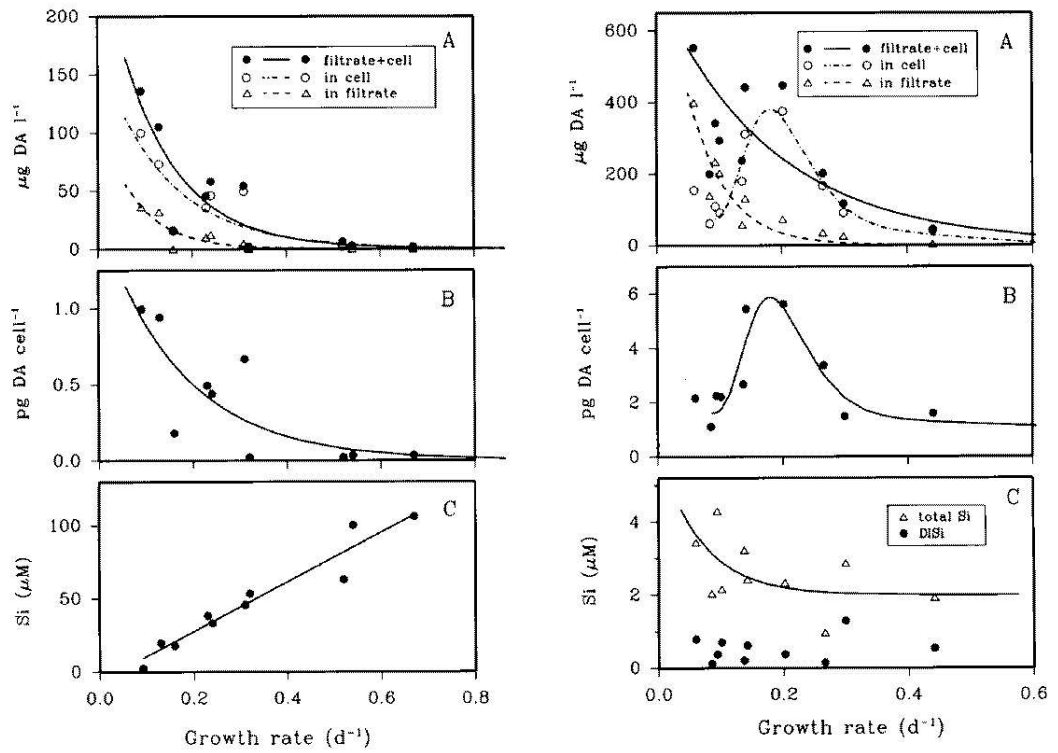 200
150
100
50
0
µg DA l⁻¹
A
filtrate+cell
in cell
in filtrate
1.0
0.5
0.0
pg DA cell⁻¹
B
100
50
0
Si (µM)
C
0.0 0.2 0.4 0.6 0.8
Growth rate (d⁻¹)
600
400
200
0
µg DA l⁻¹
A
filtrate+cell
in cell
in filtrate
6
4
2
0
pg DA cell⁻¹
B
4
2
0
Si (µM)
C
total Si
DISi
0.0 0.2 0.4 0.6
Growth rate (d⁻¹)